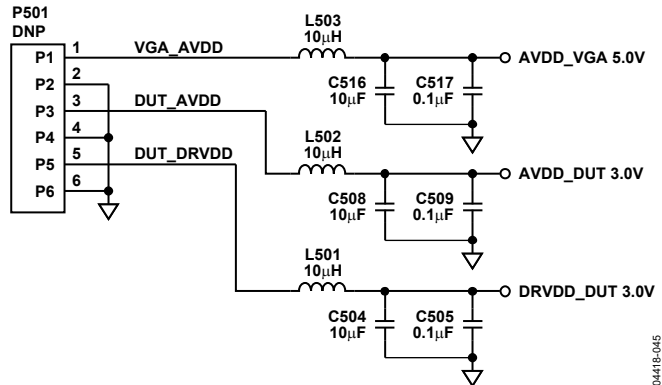 P501
DNP
P1
P2
P3
P4
P5
P6
1
2
3
4
5
6
VGA_AVDD
DUT_AVDD
DUT_DRVDD
L503
10μH
C516
10μF
C517
0.1μF
AVDD_VGA 5.0V
L502
10μH
C508
10μF
C509
0.1μF
AVDD_DUT 3.0V
L501
10μH
C504
10μF
C505
0.1μF
DRVDD_DUT 3.0V
04418-045